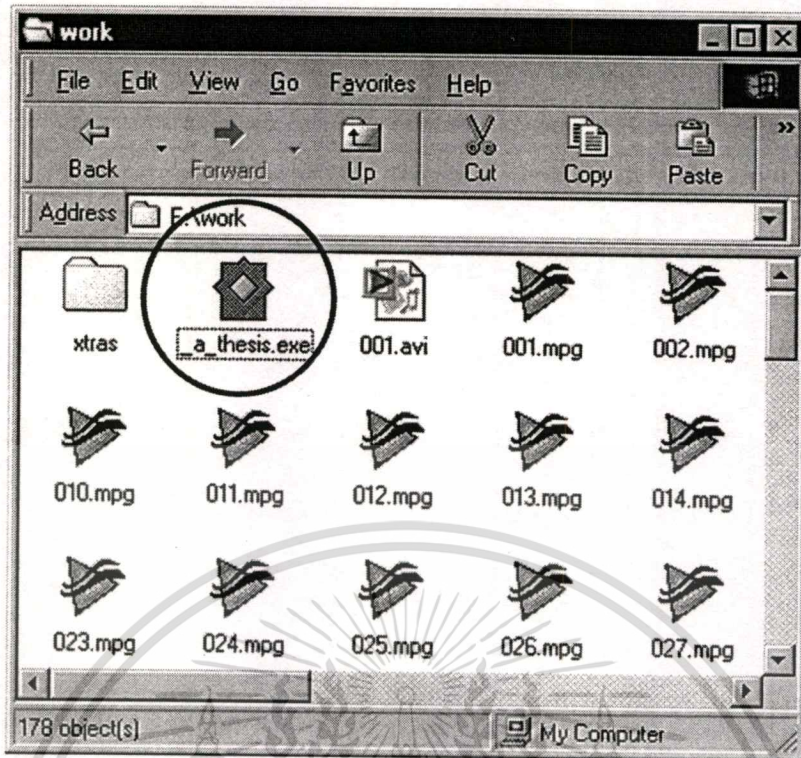 work
File Edit View Go Favorites Help
Back Forward Up Cut Copy Paste »
Address E:\work
xtras _a_thesis.exe 001.avi 001.mpg 002.mpg
010.mpg 011.mpg 012.mpg 013.mpg 014.mpg
023.mpg 024.mpg 025.mpg 026.mpg 027.mpg
178 object(s) My Computer